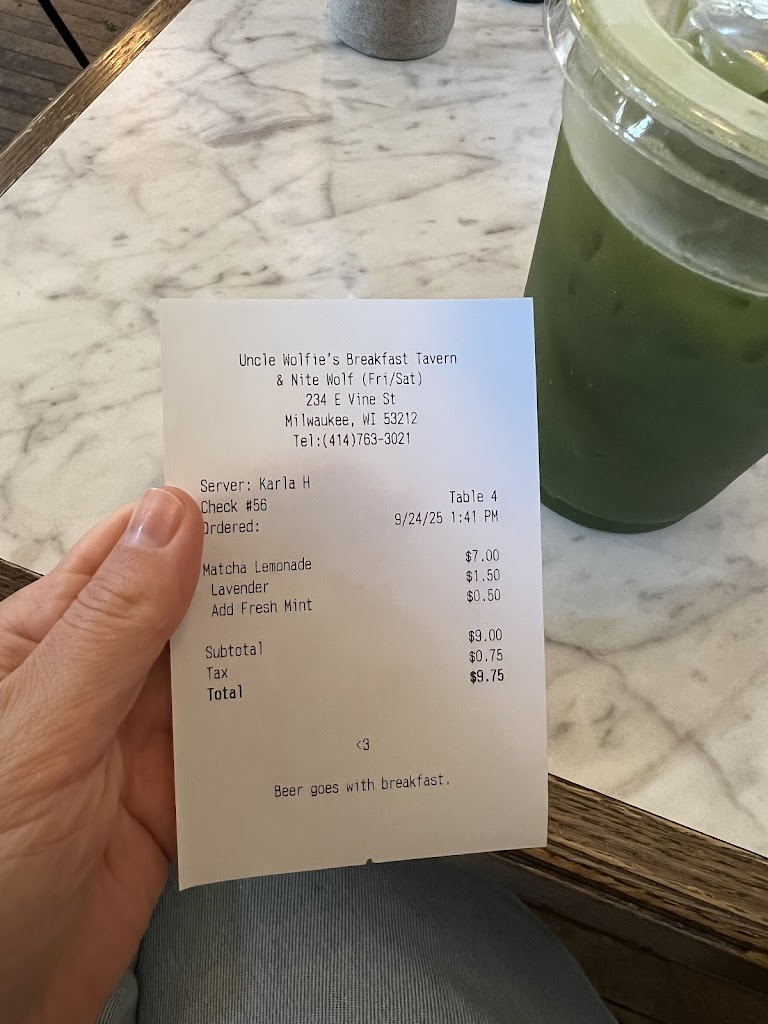 Uncle Wolfie's Breakfast Tavern
& Nite Wolf (Fri/Sat)
234 E Vine St
Milwaukee, WI 53212
Tel:(414)763-3021
Server: Karla H
Check #56 Table 4
Ordered: 9/24/25 1:41 PM
Matcha Lemonade $7.00
Lavender $1.50
Add Fresh Mint $0.50
Subtotal $9.00
Tax $0.75
Total $9.75
<3
Beer goes with breakfast.